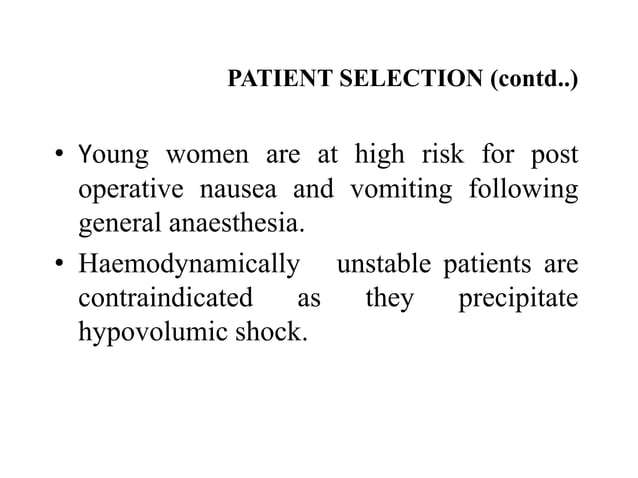 PATIENT SELECTION (contd..)
• Young women are at high risk for post
operative nausea and vomiting following
general anaesthesia.
• Haemodynamically unstable patients are
contraindicated as they precipitate
hypovolumic shock.